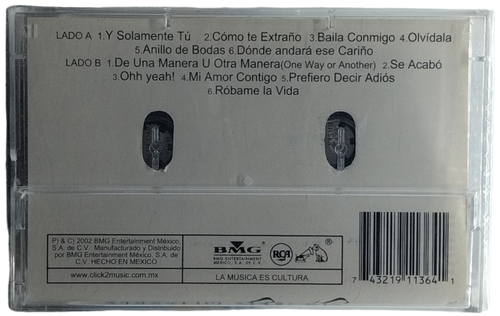 LADO A 1.Y Solamente Tú 2.Cómo te Extraño 3.Baila Conmigo 4.Olvídala
5.Anillo de Bodas 6.Dónde andará ese Cariño
LADO B 1.De Una Manera U Otra Manera(One Way or Another) 2.Se Acabó
3.Ohh yeah! 4.Mi Amor Contigo 5.Prefiero Decir Adiós
6.Róbame la Vida
P) & C) 2002 BMG Entertainment México,
S.A. de C.V. Manufacturado y Distribuido
por BMG Entertainment México, S.A. de
C.V. HECHO EN MEXICO
www.click2music.com.mx
BMG
BMG ENTERTAINMENT
MÉXICO, S.A. DE C.V.
RCA
LA MÚSICA ES CULTURA
7 43219 11364 1